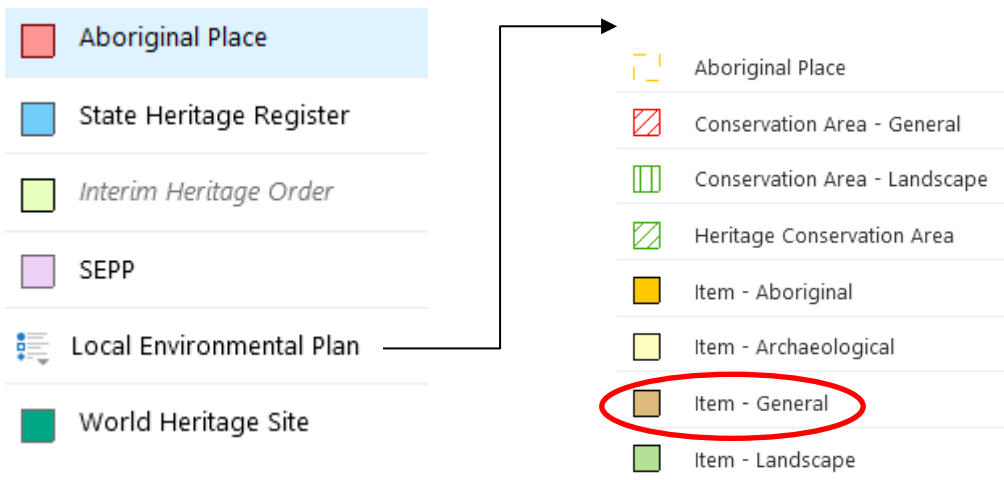 Aboriginal Place
State Heritage Register
Interim Heritage Order
SEPP
Local Environmental Plan
World Heritage Site
Aboriginal Place
Conservation Area - General
Conservation Area - Landscape
Heritage Conservation Area
Item - Aboriginal
Item - Archaeological
Item - General
Item - Landscape